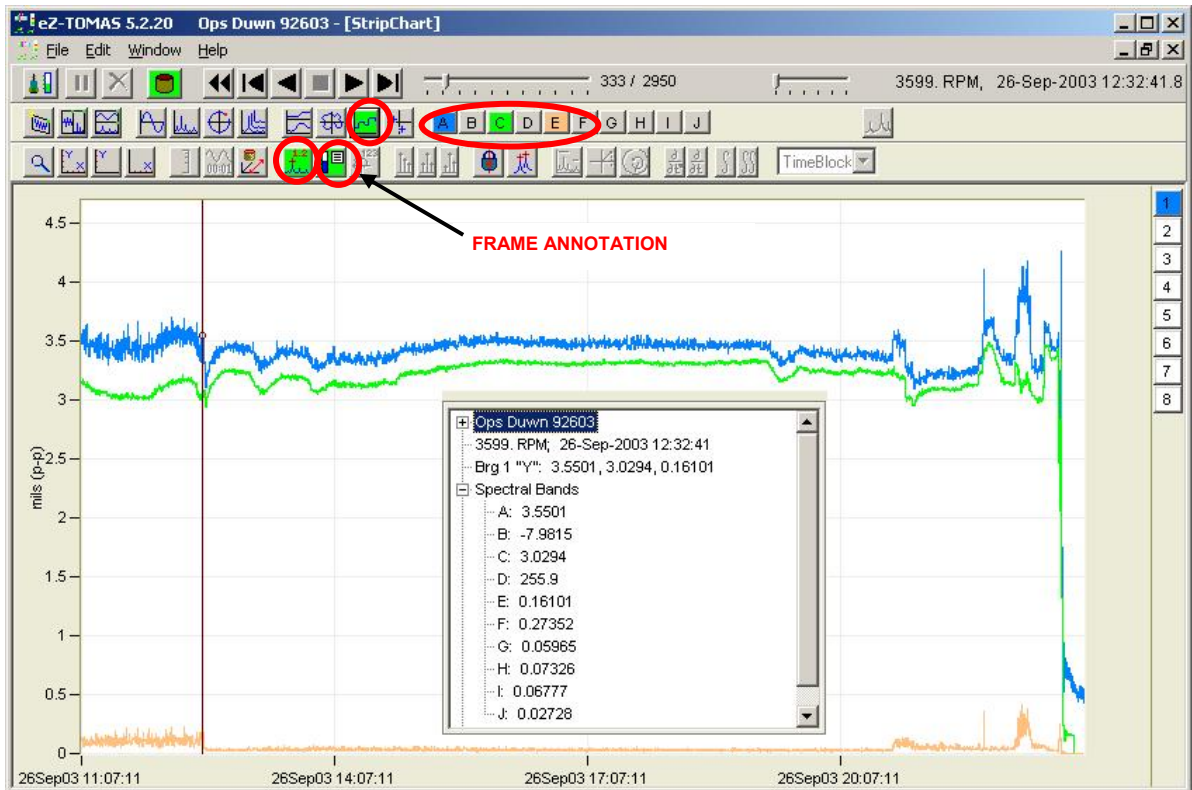 eZ-TOMAS 5.2.20 Ops Duwn 92603 - [StripChart]
File Edit Window Help
333 / 2950 3599. RPM, 26-Sep-2003 12:32:41.8
A B C D E F G H I J
TimeBlock
FRAME ANNOTATION
1
2
3
4
5
6
7
8
mils (p-p)
4.5
4
3.5
3
2.5
2
1.5
1
0.5
0
Ops Duwn 92603
3599. RPM; 26-Sep-2003 12:32:41
Brg 1 "Y": 3.5501, 3.0294, 0.16101
Spectral Bands
A: 3.5501
B: -7.9815
C: 3.0294
D: 255.9
E: 0.16101
F: 0.27352
G: 0.05965
H: 0.07326
I: 0.06777
J: 0.02728
26Sep03 11:07:11 26Sep03 14:07:11 26Sep03 17:07:11 26Sep03 20:07:11